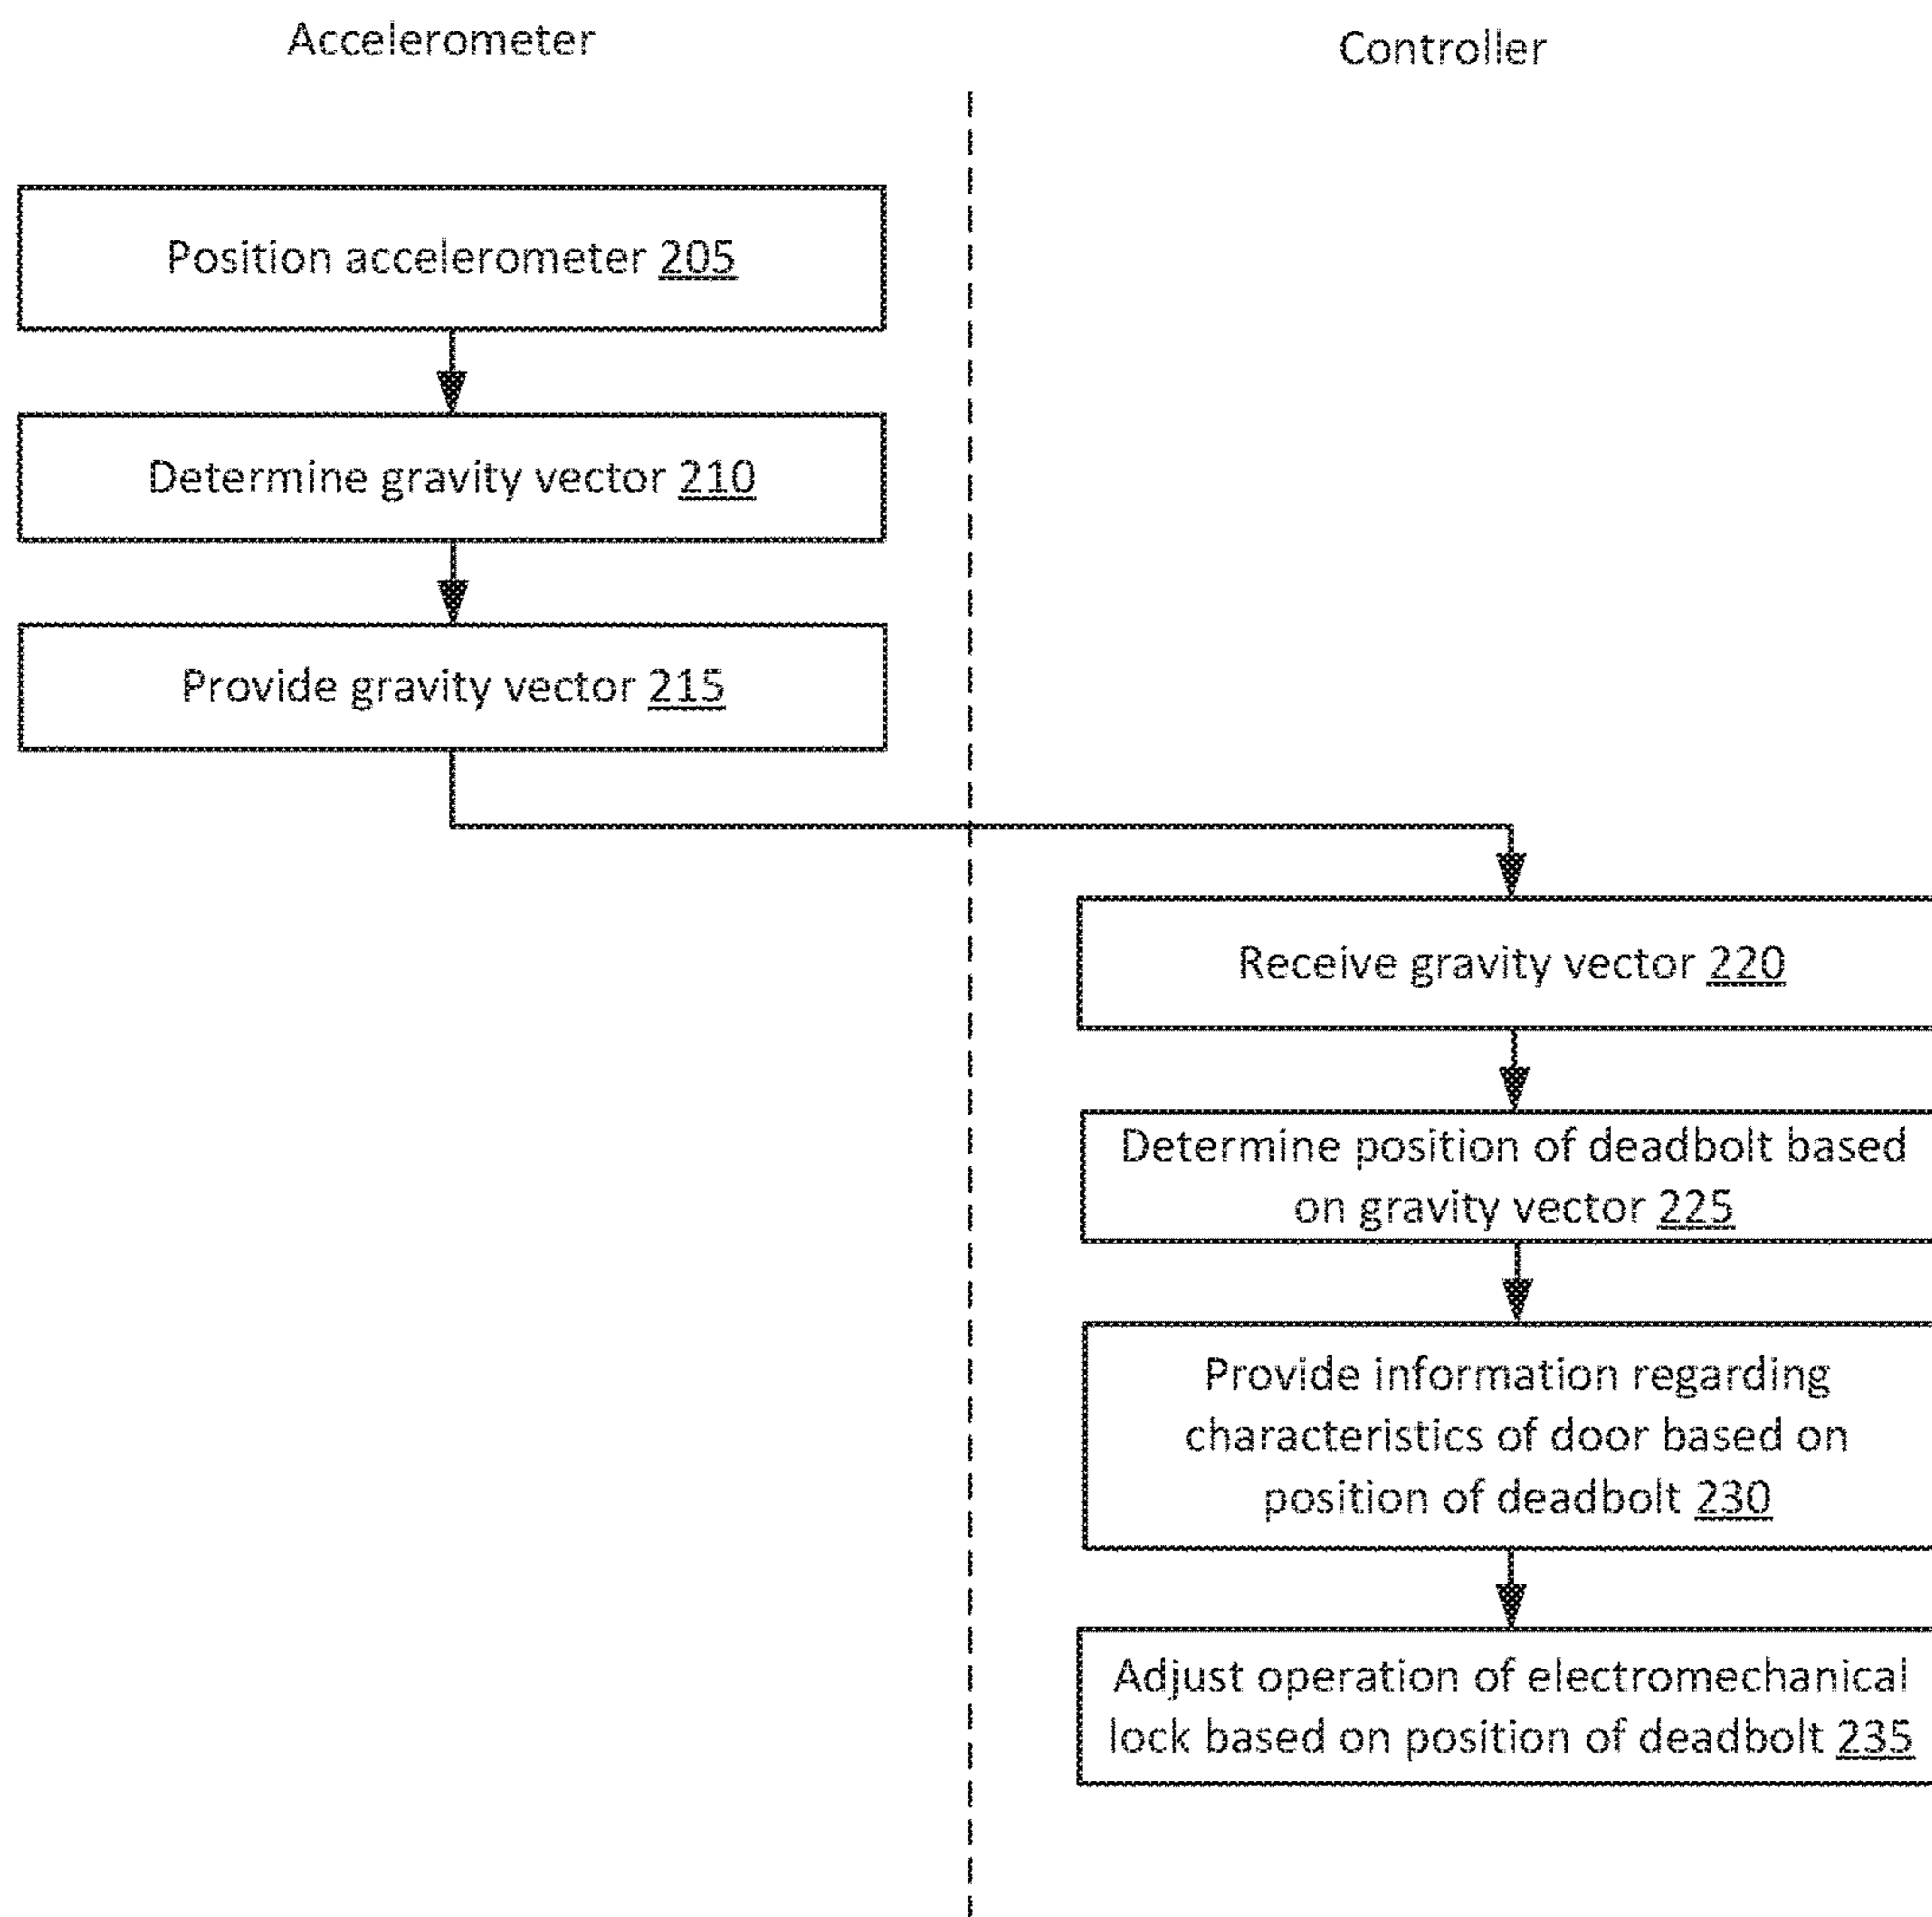 Accelerometer
Controller
Position accelerometer 205
Determine gravity vector 210
Provide gravity vector 215
Receive gravity vector 220
Determine position of deadbolt based
on gravity vector 225
Provide information regarding
characteristics of door based on
position of deadbolt 230
Adjust operation of electromechanical
lock based on position of deadbolt 235